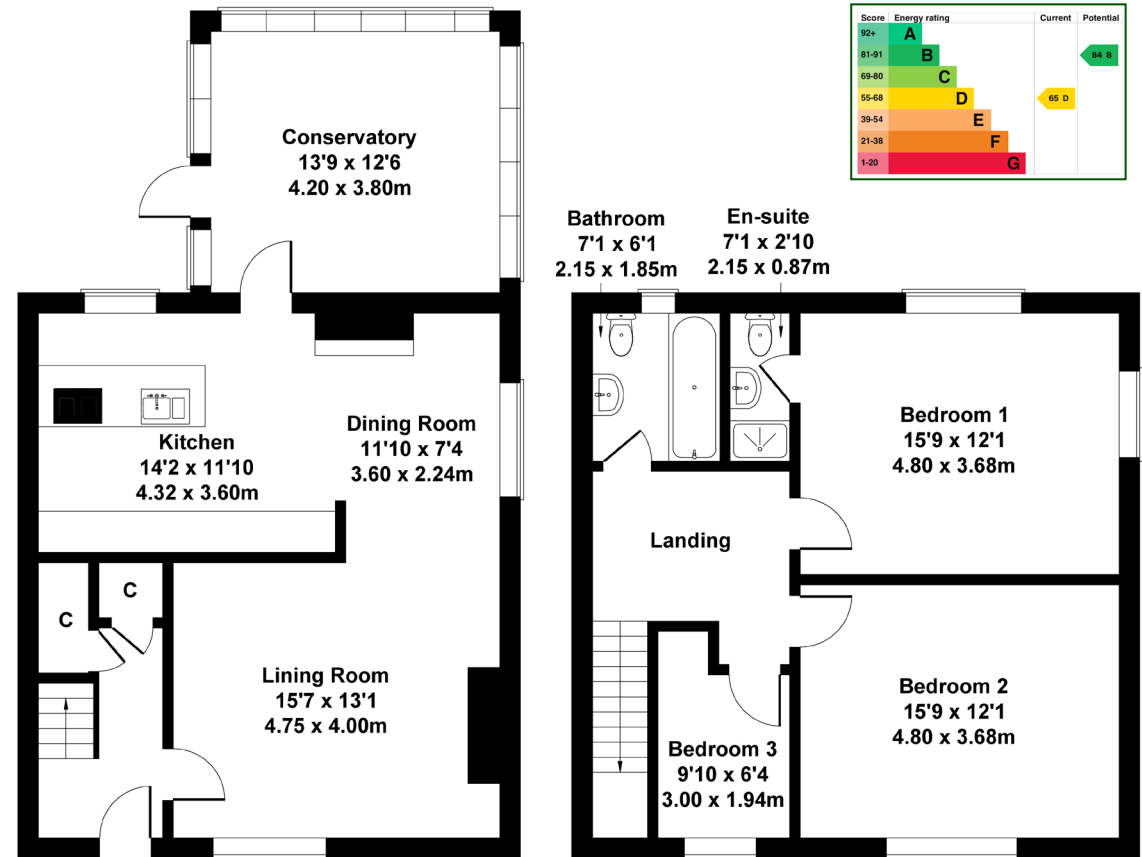 Conservatory
13'9 x 12'6
4.20 x 3.80m
Score Energy rating Current Potential
92+ A
81-91 B 84 B
69-80 C
55-68 D 65 D
39-54 E
21-38 F
1-20 G
Bathroom
7'1 x 6'1
2.15 x 1.85m
En-suite
7'1 x 2'10
2.15 x 0.87m
Kitchen
14'2 x 11'10
4.32 x 3.60m
Dining Room
11'10 x 7'4
3.60 x 2.24m
C
C
Lining Room
15'7 x 13'1
4.75 x 4.00m
Bedroom 1
15'9 x 12'1
4.80 x 3.68m
Landing
Bedroom 2
15'9 x 12'1
4.80 x 3.68m
Bedroom 3
9'10 x 6'4
3.00 x 1.94m